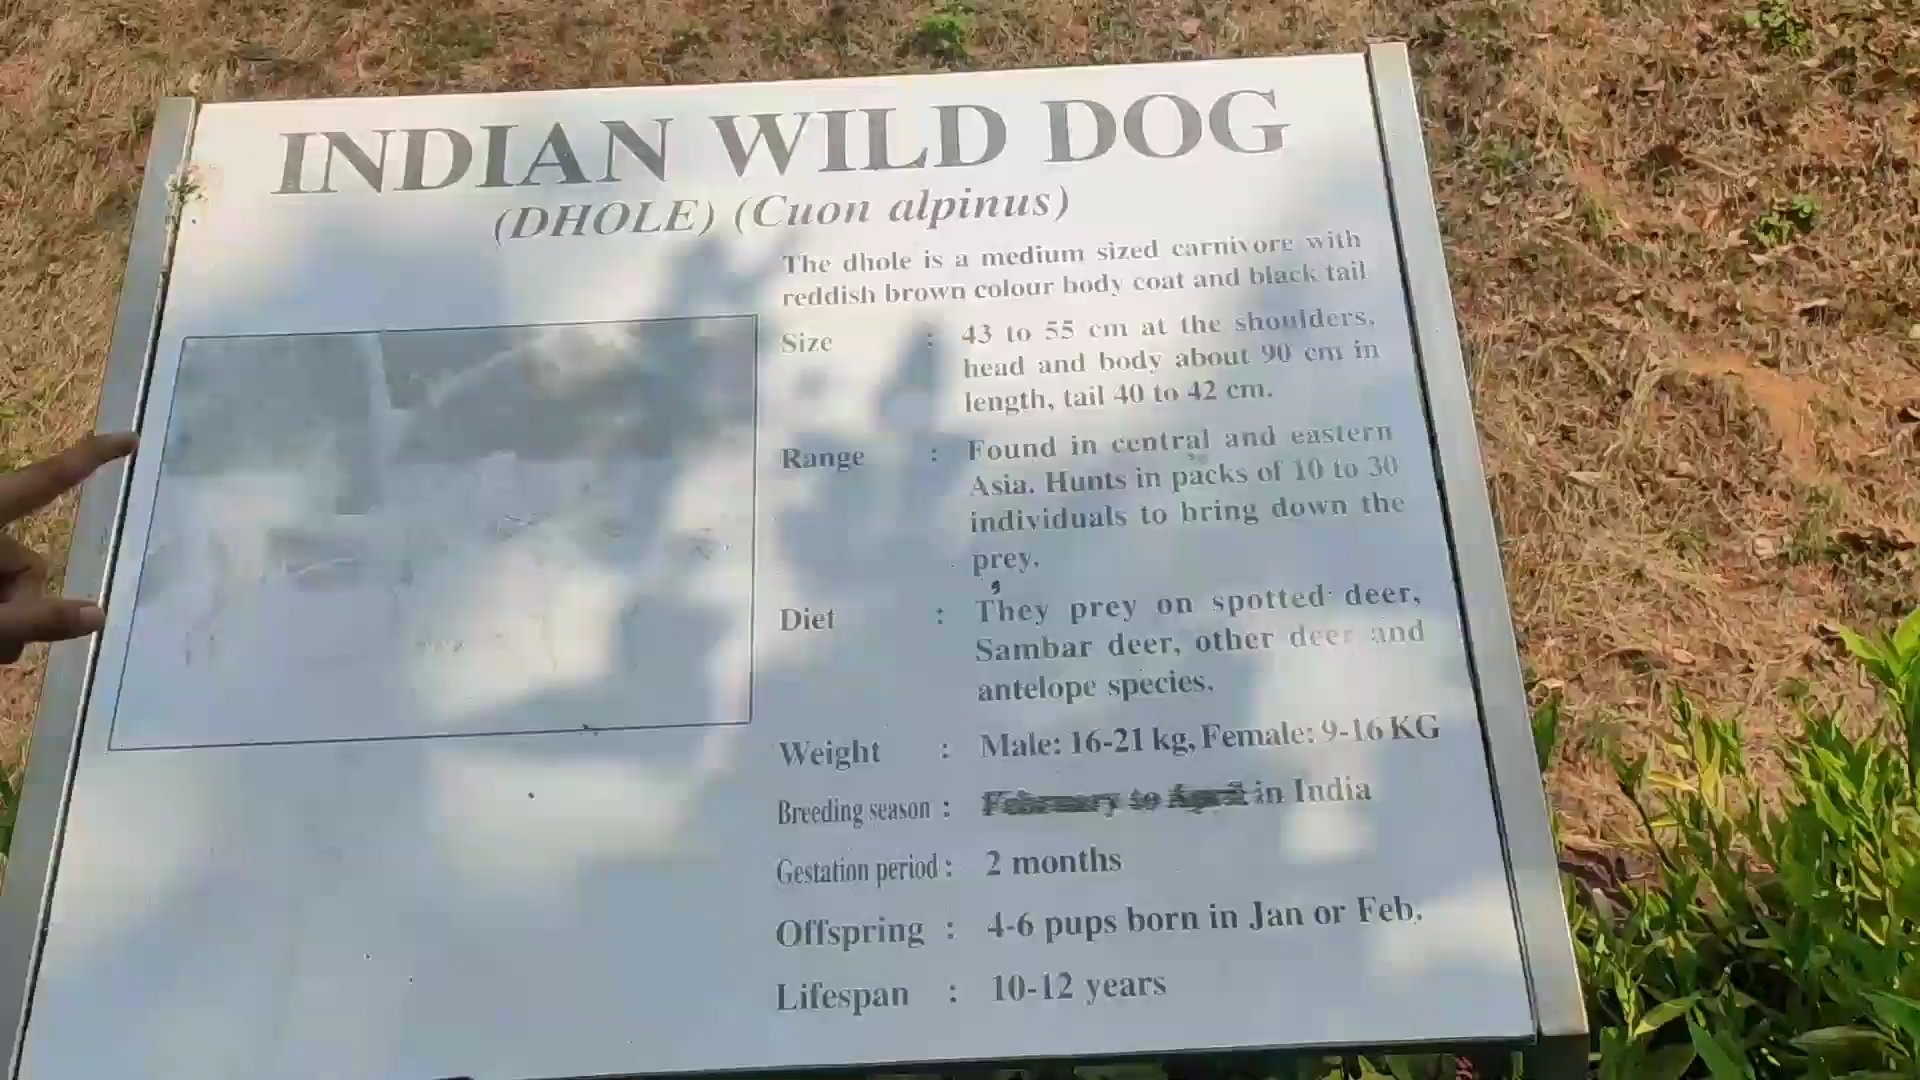 INDIAN WILD DOG
(DHOLE) (Cuon alpinus)
The dhole is a medium sized carnivore with
reddish brown colour body coat and black tail
Size : 43 to 55 cm at the shoulders,
head and body about 90 cm in
length, tail 40 to 42 cm.
Range : Found in central and eastern
Asia. Hunts in packs of 10 to 30
individuals to bring down the
prey.
Diet : They prey on spotted deer,
Sambar deer, other deer and
antelope species.
Weight : Male: 16-21 kg, Female: 9-16 KG
Breeding season : February to April in India
Gestation period : 2 months
Offspring : 4-6 pups born in Jan or Feb.
Lifespan : 10-12 years